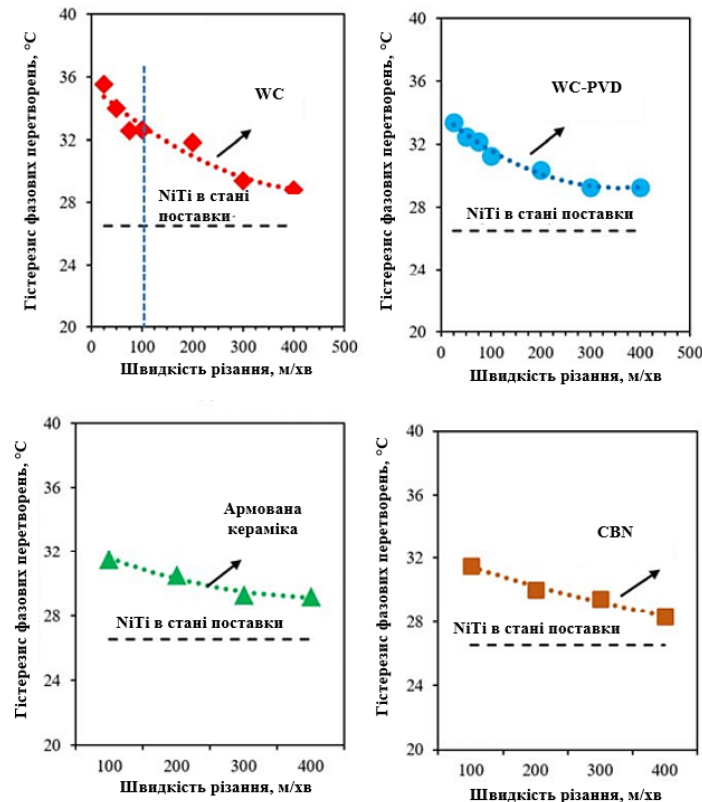 Гістерезис фазових перетворень, °C
40
36
32
28
24
20
WC
NiTi в стані
поставки
0
100
200
300
400
500
Швидкість різання, м/хв
Гістерезис фазових перетворень, °C
40
36
32
28
24
20
WC-PVD
NiTi в стані поставки
0
100
200
300
400
500
Швидкість різання, м/хв
Гістерезис фазових перетворень, °C
40
36
32
28
24
20
Армована
кераміка
NiTi в стані поставки
100
200
300
400
Швидкість різання, м/хв
Гістерезис фазових перетворень, °C
40
36
32
28
24
20
CBN
NiTi в стані поставки
100
200
300
400
Швидкість різання, м/хв